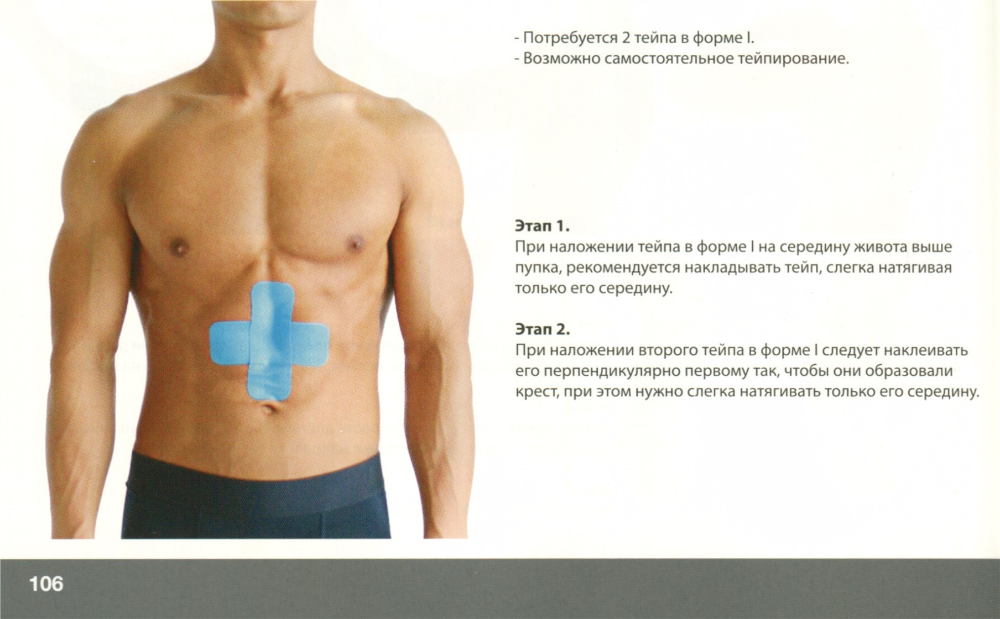 - Потребуется 2 тейпа в форме I.
- Возможно самостоятельное тейпирование.
Этап 1.
При наложении тейпа в форме I на середину живота выше
пупка, рекомендуется накладывать тейп, слегка натягивая
только его середину.
Этап 2.
При наложении второго тейпа в форме I следует наклеивать
его перпендикулярно первому так, чтобы они образовали
крест, при этом нужно слегка натягивать только его середину.
106